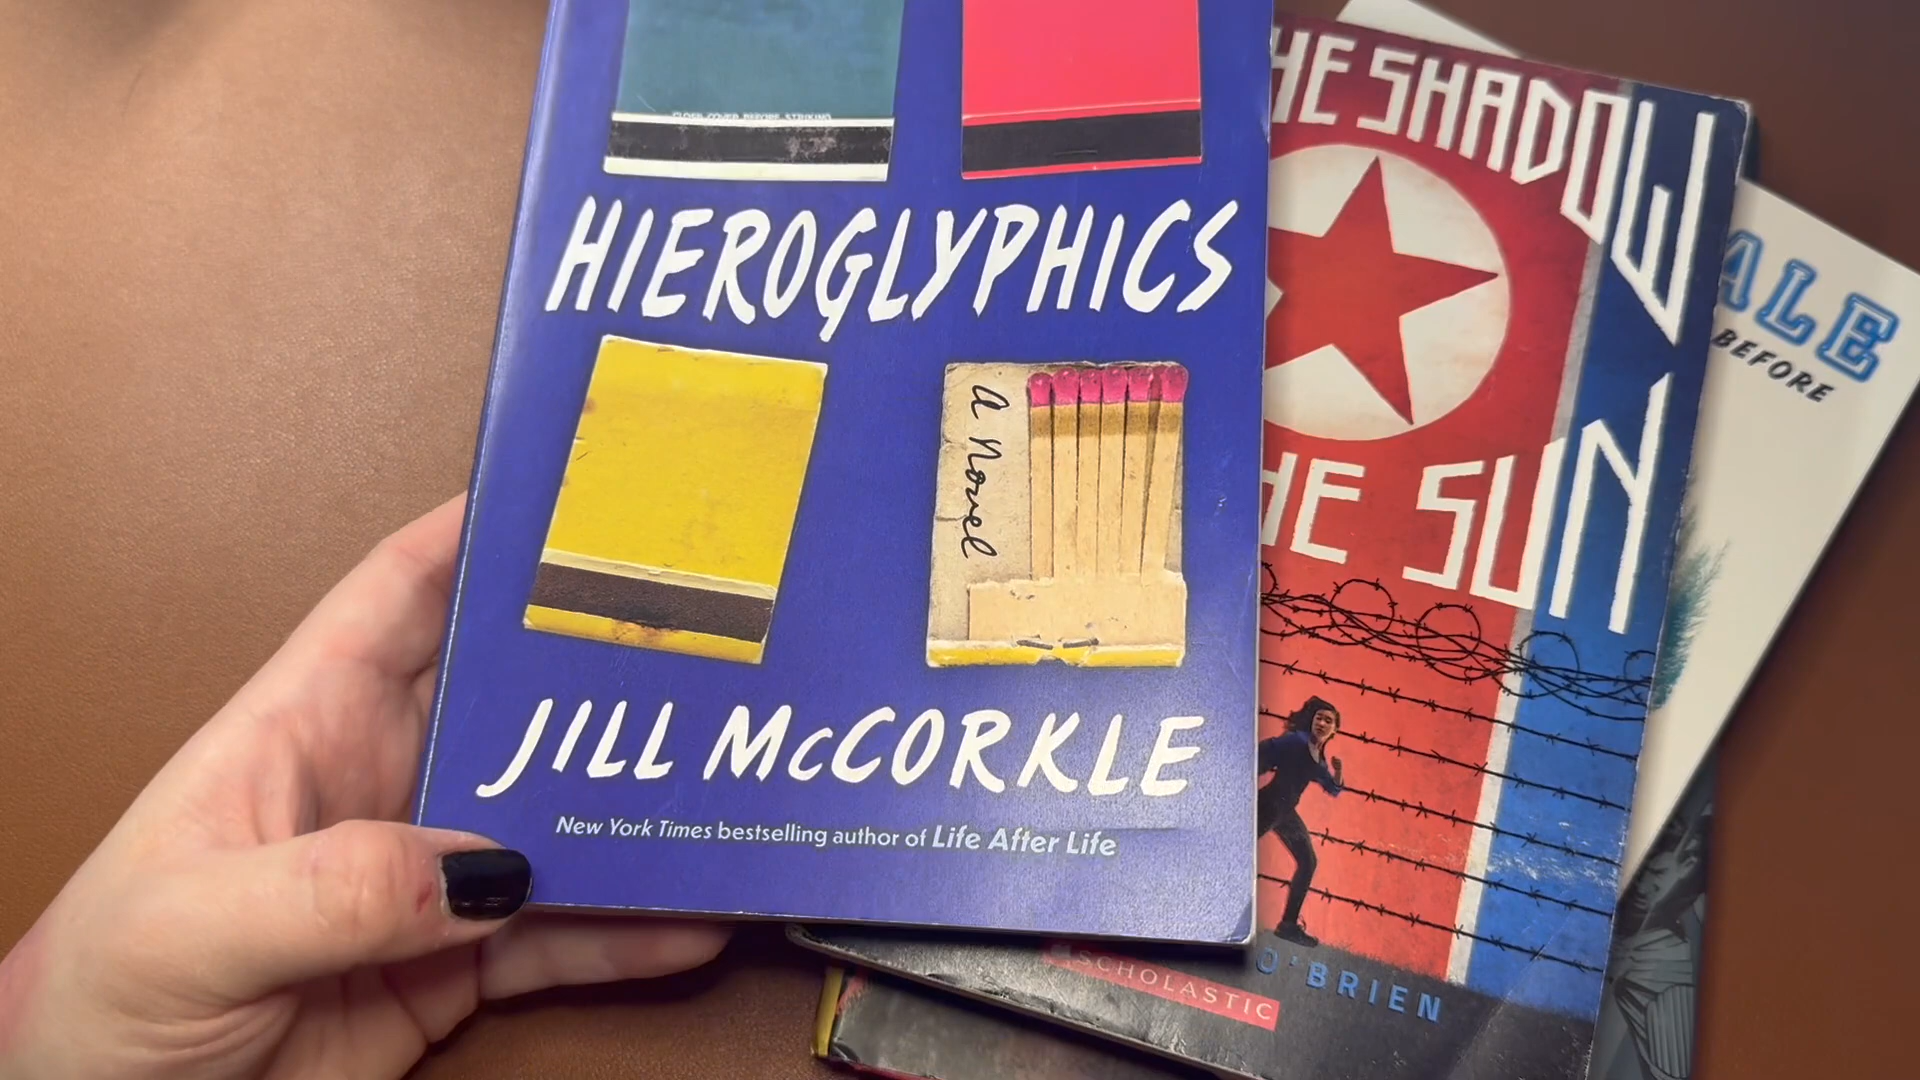 CLOSE COVER BEFORE STRIKING
HIEROGLYPHICS
a novel
JILL McCORKLE
New York Times bestselling author of Life After Life
HE SHADOW
HE SUN
SCHOLASTIC
O'BRIEN
ALE
BEFORE